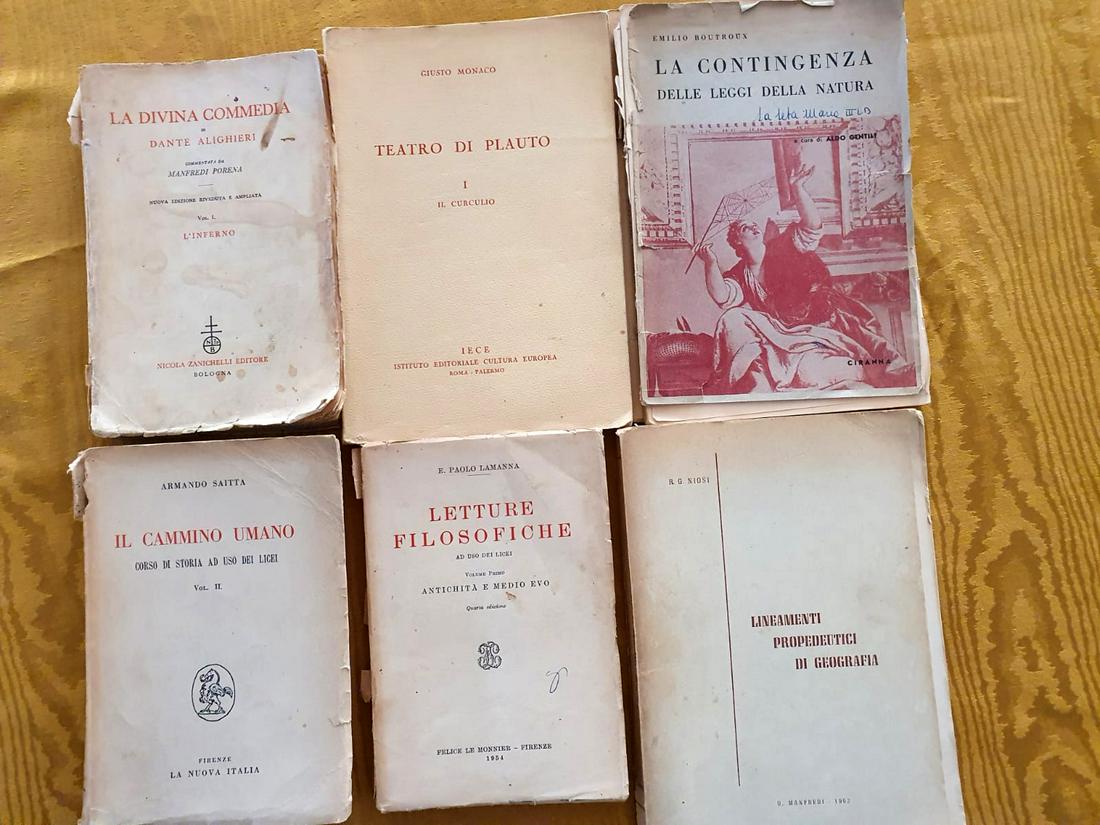 LA DIVINA COMMEDIA
DI
DANTE ALIGHIERI
COMMENTATA DA
MANFREDI PORENA
NUOVA EDIZIONE RIVEDUTA E AMPLIATA
VOL. I.
L'INFERNO
NICOLA ZANICHELLI EDITORE
BOLOGNA
GIUSTO MONACO
TEATRO DI PLAUTO
I
IL CURCULIO
IECE
ISTITUTO EDITORIALE CULTURA EUROPEA
ROMA - PALERMO
EMILIO BOUTROUX
LA CONTINGENZA
DELLE LEGGI DELLA NATURA
Maria III D
a cura di ALDO GENTILE
CIRANNA
ARMANDO SAITTA
IL CAMMINO UMANO
CORSO DI STORIA AD USO DEI LICEI
VOL. II.
FIRENZE
LA NUOVA ITALIA
E. PAOLO LAMANNA
LETTURE
FILOSOFICHE
AD USO DEI LICEI
VOLUME PRIMO
ANTICHITÀ E MEDIO EVO
Quarta edizione
FELICE LE MONNIER - FIRENZE
1954
R. G. NIOSI
LINEAMENTI
PROPEDEUTICI
DI GEOGRAFIA
G. MANFREDI - 1962